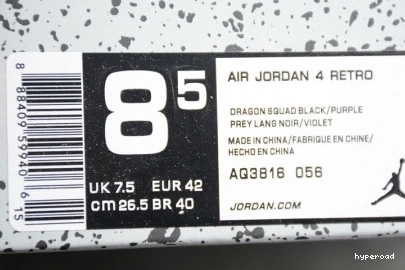 8 88409 59940 6 15
8 5
UK 7.5 EUR 42
CM 26.5 BR 40
AIR JORDAN 4 RETRO
DRAGON SQUAD BLACK/PURPLE
PREY LANG NOIR/VIOLET
MADE IN CHINA/FABRIQUE EN CHINE/
HECHO EN CHINA
AQ3816 056
JORDAN.COM
hyperoad